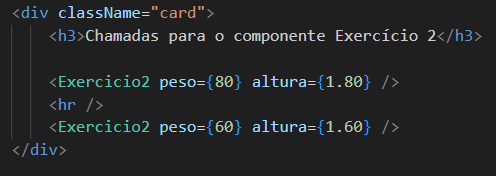 <div className="card">
<h3>Chamadas para o componente Exercício 2</h3>
<Exercicio2 peso={80} altura={1.80} />
<hr />
<Exercicio2 peso={60} altura={1.60} />
</div>